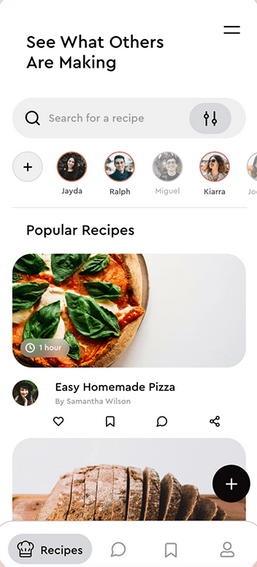 See What Others
Are Making
Search for a recipe
Jayda
Ralph
Miguel
Kiarra
Popular Recipes
1 hour
Easy Homemade Pizza
By Samantha Wilson
Recipes